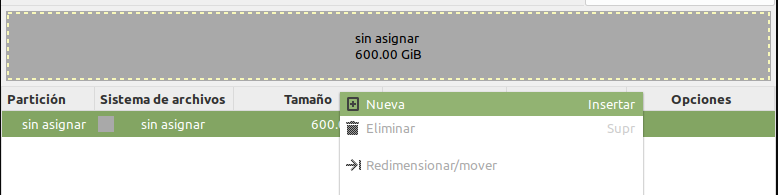 sin asignar
600.00 GiB
Partición Sistema de archivos Tamaño Opciones
sin asignar sin asignar 600.
Nueva Insertar
Eliminar Supr
Redimensionar/mover